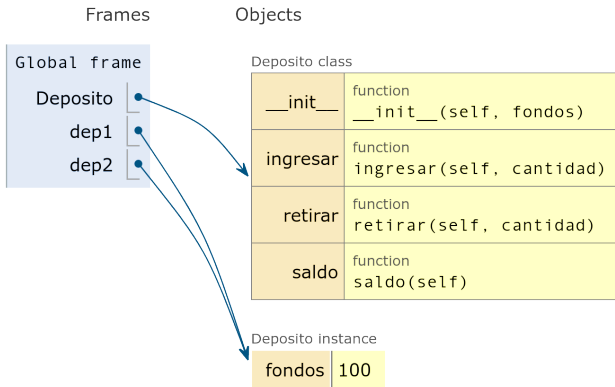 Frames
Objects
Global frame
Deposito
dep1
dep2
Deposito class
__init__
function
__init__(self, fondos)
ingresar
function
ingresar(self, cantidad)
retirar
function
retirar(self, cantidad)
saldo
function
saldo(self)
Deposito instance
fondos 100